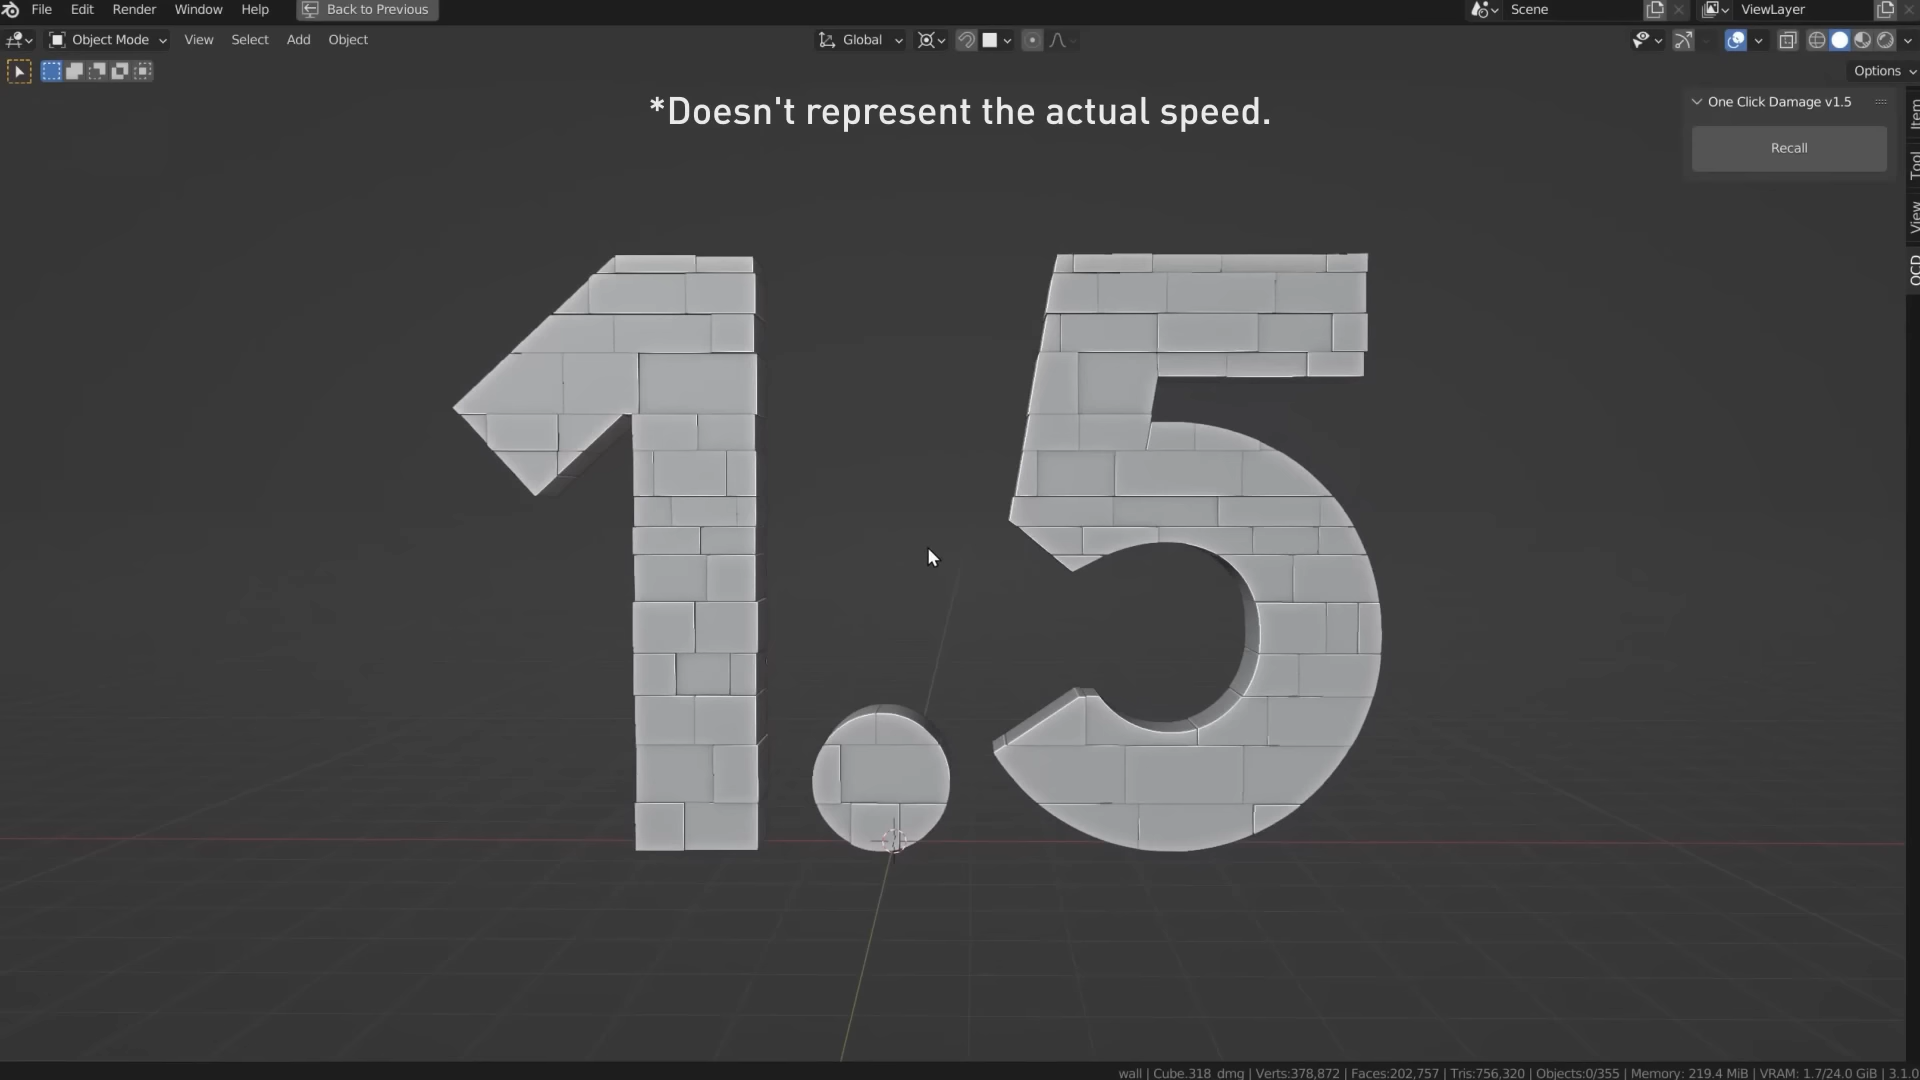 File Edit Render Window Help Back to Previous Scene ViewLayer
Object Mode View Select Add Object Global
Options
*Doesn't represent the actual speed.
One Click Damage v1.5
Recall
Item
Tool
View
OCD
1.5
wall | Cube.318_dmg | Verts:378,872 | Faces:202,757 | Tris:756,320 | Objects:0/355 | Memory: 219.4 MiB | VRAM: 1.7/24.0 GiB | 3.1.0